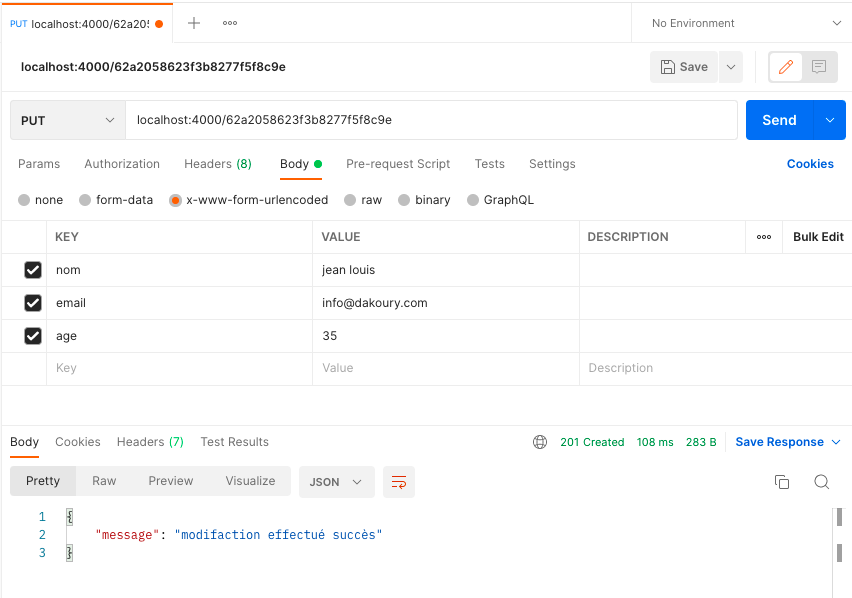 PUT localhost:4000/62a205
No Environment
localhost:4000/62a2058623f3b8277f5f8c9e
Save
PUT
localhost:4000/62a2058623f3b8277f5f8c9e
Send
Params Authorization Headers (8) Body Pre-request Script Tests Settings Cookies
none form-data x-www-form-urlencoded raw binary GraphQL
KEY VALUE DESCRIPTION Bulk Edit
nom jean louis
email info@dakoury.com
age 35
Key Value Description
Body Cookies Headers (7) Test Results 201 Created 108 ms 283 B Save Response
Pretty Raw Preview Visualize JSON
1 {
2 "message": "modifaction effectué succès"
3 }